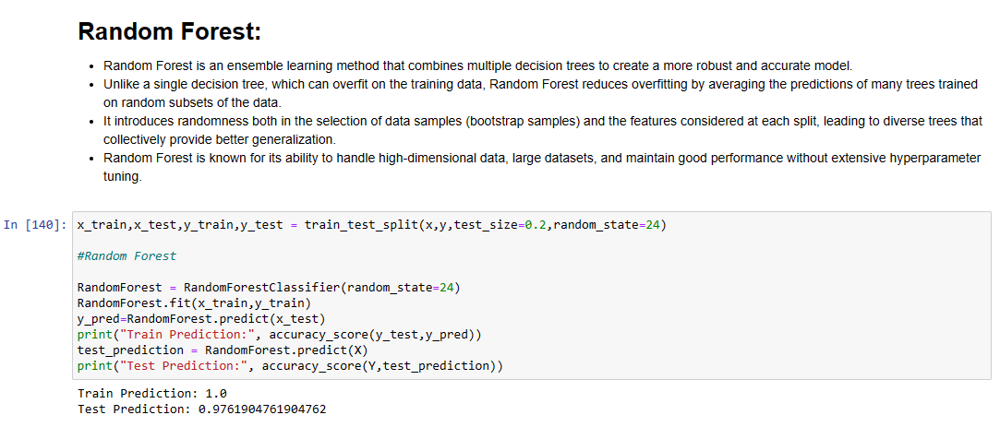 Random Forest:
• Random Forest is an ensemble learning method that combines multiple decision trees to create a more robust and accurate model.
• Unlike a single decision tree, which can overfit on the training data, Random Forest reduces overfitting by averaging the predictions of many trees trained
on random subsets of the data.
• It introduces randomness both in the selection of data samples (bootstrap samples) and the features considered at each split, leading to diverse trees that
collectively provide better generalization.
• Random Forest is known for its ability to handle high-dimensional data, large datasets, and maintain good performance without extensive hyperparameter
tuning.
In [140]: x_train,x_test,y_train,y_test = train_test_split(x,y,test_size=0.2,random_state=24)
#Random Forest
RandomForest = RandomForestClassifier(random_state=24)
RandomForest.fit(x_train,y_train)
y_pred=RandomForest.predict(x_test)
print("Train Prediction:", accuracy_score(y_test,y_pred))
test_prediction = RandomForest.predict(X)
print("Test Prediction:", accuracy_score(Y,test_prediction))
Train Prediction: 1.0
Test Prediction: 0.9761904761904762